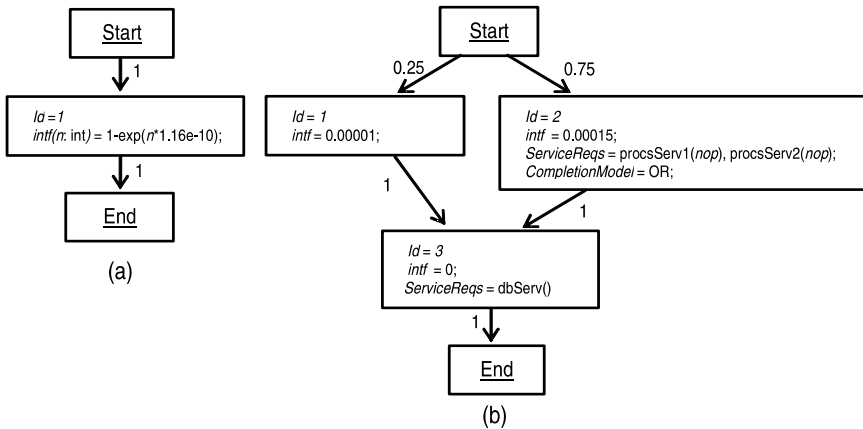 Start
1
Id = 1
intf(n: int) = 1-exp(n*1.16e-10);
1
End
(a)
Start
0.25
0.75
Id = 1
intf = 0.00001;
Id = 2
intf = 0.00015;
ServiceReqs = procsServ1(nop), procsServ2(nop);
CompletionModel = OR;
1
1
Id = 3
intf = 0;
ServiceReqs = dbServ()
1
End
(b)